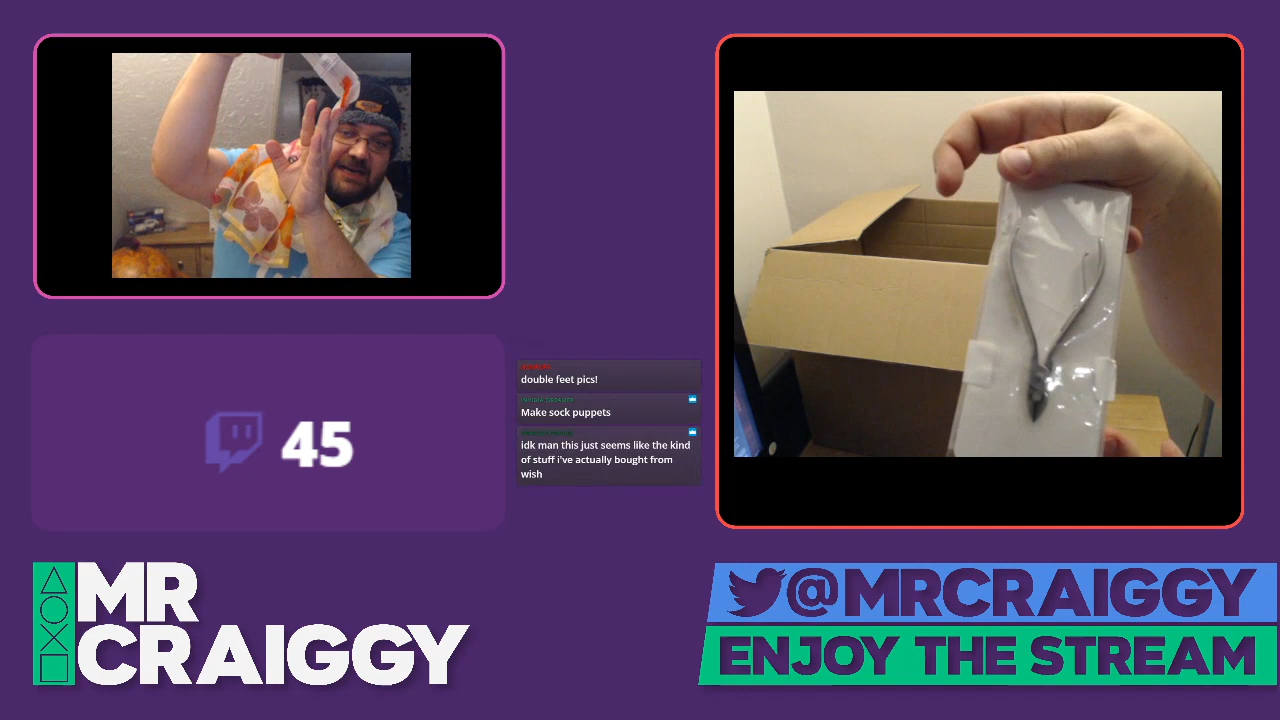 45
double feet pics!
Make sock puppets
idk man this just seems like the kind
of stuff i've actually bought from
wish
MR
CRAIGGY
@MRCRAIGGY
ENJOY THE STREAM